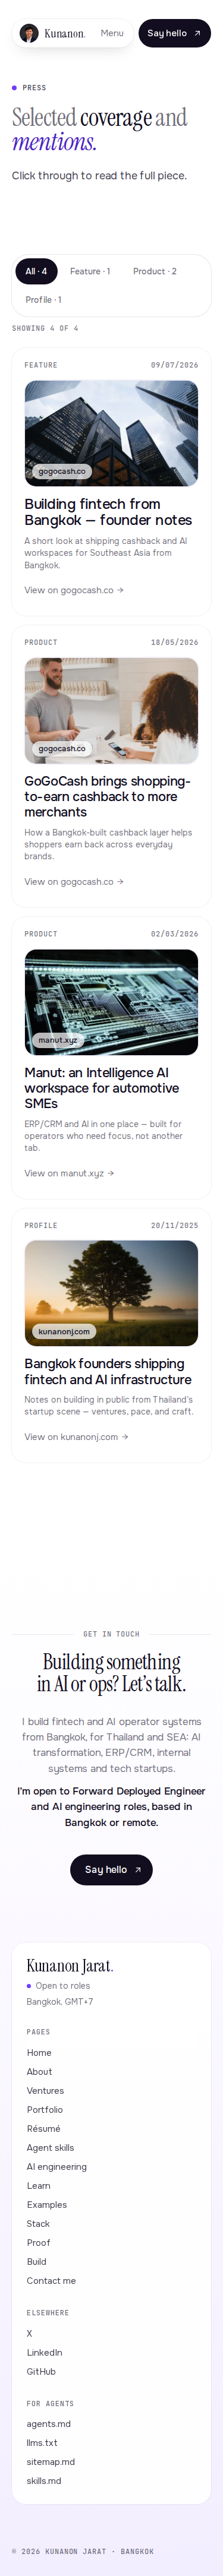 Kunanon.
Menu
Say hello ↗
PRESS
Selected coverage and
mentions.
Click through to read the full piece.
All · 4
Feature · 1
Product · 2
Profile · 1
SHOWING 4 OF 4
FEATURE
09/07/2026
gogocash.co
Building fintech from
Bangkok — founder notes
A short look at shipping cashback and AI
workspaces for Southeast Asia from
Bangkok.
View on gogocash.co →
PRODUCT
18/05/2026
gogocash.co
GoGoCash brings shopping-
to-earn cashback to more
merchants
How a Bangkok-built cashback layer helps
shoppers earn back across everyday
brands.
View on gogocash.co →
PRODUCT
02/03/2026
manut.xyz
Manut: an Intelligence AI
workspace for automotive
SMEs
ERP/CRM and AI in one place — built for
operators who need focus, not another
tab.
View on manut.xyz →
PROFILE
20/11/2025
kunanonj.com
Bangkok founders shipping
fintech and AI infrastructure
Notes on building in public from Thailand's
startup scene — ventures, pace, and craft.
View on kunanonj.com →
GET IN TOUCH
Building something
in AI or ops? Let's talk.
I build fintech and AI operator systems
from Bangkok, for Thailand and SEA: AI
transformation, ERP/CRM, internal
systems and tech startups.
I'm open to Forward Deployed Engineer
and AI engineering roles, based in
Bangkok or remote.
Say hello ↗
Kunanon Jarat.
Open to roles
Bangkok, GMT+7
PAGES
Home
About
Ventures
Portfolio
Résumé
Agent skills
AI engineering
Learn
Examples
Stack
Proof
Build
Contact me
ELSEWHERE
X
LinkedIn
GitHub
FOR AGENTS
agents.md
llms.txt
sitemap.md
skills.md
© 2026 KUNANON JARAT · BANGKOK